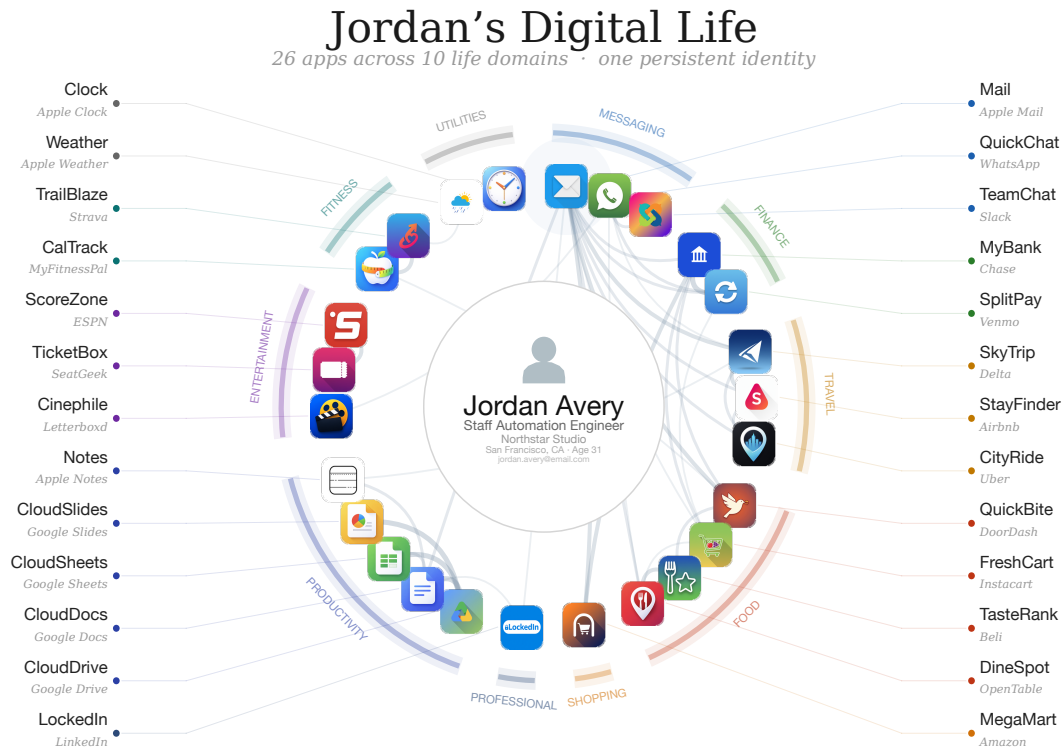 Jordan’s Digital Life
26 apps across 10 life domains · one persistent identity
Clock
Apple Clock
Weather
Apple Weather
TrailBlaze
Strava
CalTrack
MyFitnessPal
ScoreZone
ESPN
TicketBox
SeatGeek
Cinephile
Letterboxd
Notes
Apple Notes
CloudSlides
Google Slides
CloudSheets
Google Sheets
CloudDocs
Google Docs
CloudDrive
Google Drive
LockedIn
LinkedIn
UTILITIES
MESSAGING
FITNESS
FINANCE
ENTERTAINMENT
TRAVEL
PRODUCTIVITY
FOOD
PROFESSIONAL
SHOPPING
S
S
Jordan Avery
Staff Automation Engineer
Northstar Studio
San Francisco, CA · Age 31
jordan.avery@email.com
LockedIn
Mail
Apple Mail
QuickChat
WhatsApp
TeamChat
Slack
MyBank
Chase
SplitPay
Venmo
SkyTrip
Delta
StayFinder
Airbnb
CityRide
Uber
QuickBite
DoorDash
FreshCart
Instacart
TasteRank
Beli
DineSpot
OpenTable
MegaMart
Amazon